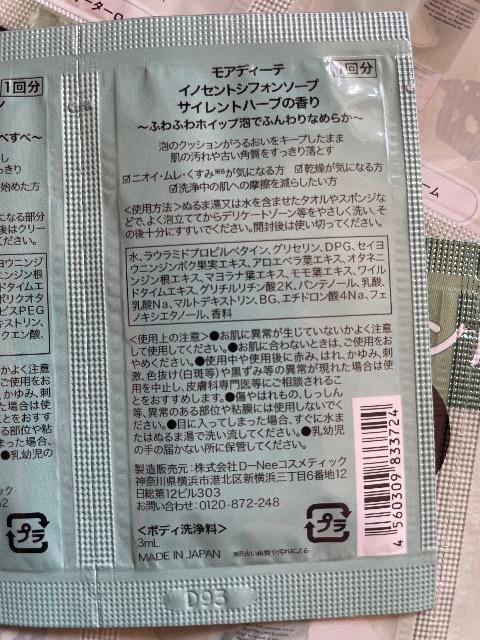 1回分
モアディーテ
イノセントシフォンソープ
サイレントハーブの香り
〜ふわふわホイップ泡でふんわりなめらか〜
泡のクッションがうるおいをキープしたまま
肌の汚れや古い角質をすっきり落とす
☑ニオイ・ムレ・くすみ※が気になる方 ☑乾燥が気になる方
☑洗浄中の肌への摩擦を減らしたい方
<使用方法>ぬるま湯又は水を含ませたタオルやスポンジな
どで、よく泡立ててからデリケートゾーン等をやさしく洗い、そ
の後十分にすすいでください。開封後は使い切ってください。
水、ラウラミドプロピルベタイン、グリセリン、DPG、セイヨ
ウニンジンボク果実エキス、アロエベラ葉エキス、オタネニ
ンジン根エキス、マヨラナ葉エキス、モモ葉エキス、ワイル
ドタイムエキス、グリチルリチン酸2K、パンテノール、乳酸、
乳酸Na、マルトデキストリン、BG、エチドロン酸4Na、フェ
ノキシエタノール、香料
<使用上の注意>●お肌に異常が生じていないかよく注意
して使用してください。●お肌に合わないときは、ご使用をお
やめください。●使用中や使用後に赤み、はれ、かゆみ、刺
激、色抜け(白斑等)や黒ずみ等の異常が現れた場合は使
用を中止し、皮膚科専門医等にご相談されるこ
とをおすすめします。●傷やはれもの、しっしん
等、異常のある部位や粘膜には使用しないでく
ださい。●目に入ってしまった場合、すぐに水ま
たはぬるま湯で洗い流してください。●乳幼児
の手の届かない所に保管してください。
製造販売元:株式会社D-Neeコスメティック
神奈川県横浜市港北区新横浜三丁目6番地12
日総第12ビル303
お問い合わせ:0120-872-248
<ボディ洗浄料>
3mL
MADE IN JAPAN ※古い角質や汚れによる
プラ
4 560309 833724
D93
1回分
プラ